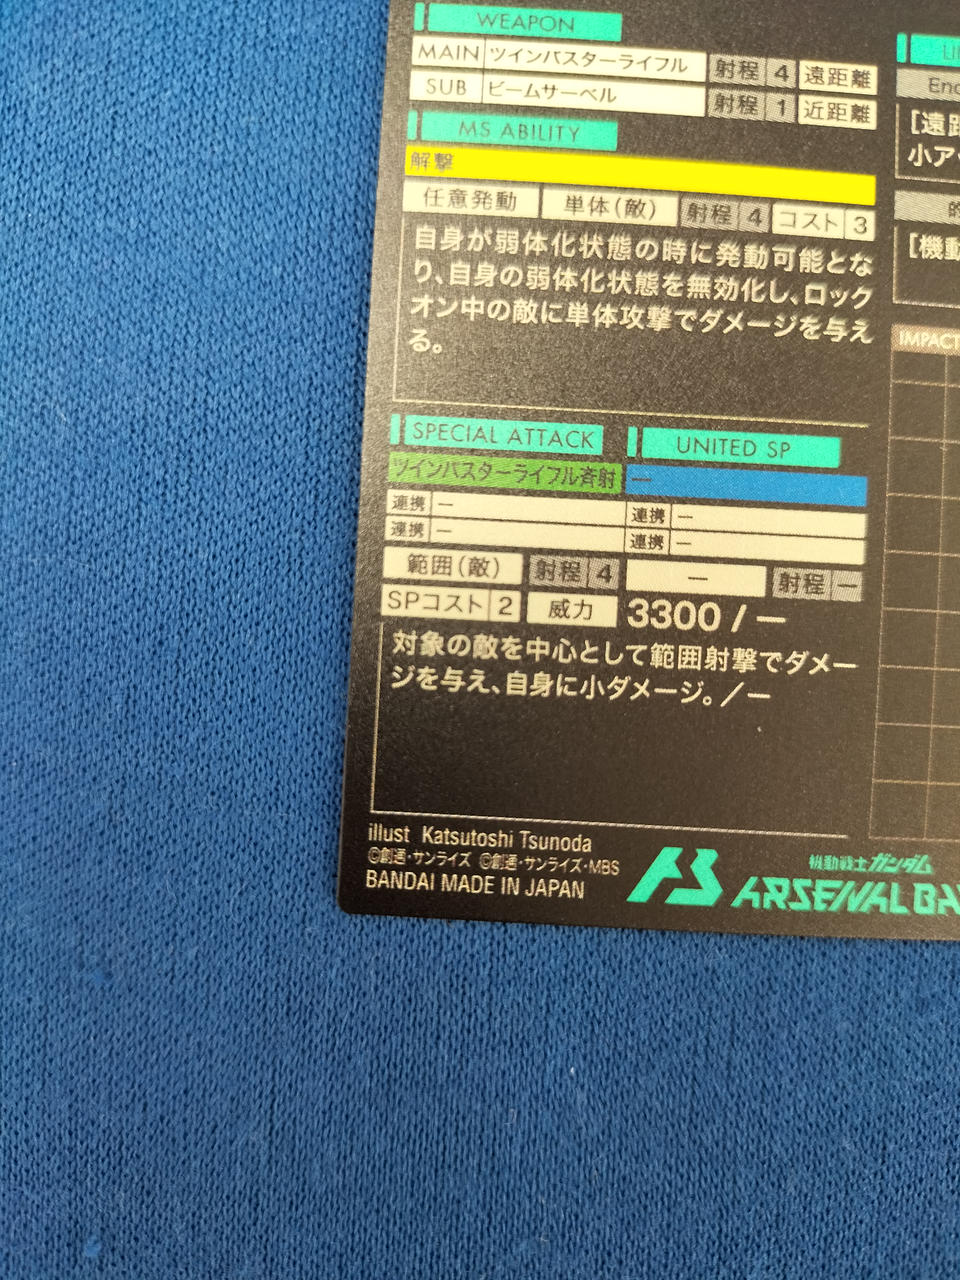 WEAPON
MAIN ツインバスターライフル 射程 4 遠距離
SUB ビームサーベル 射程 1 近距離
MS ABILITY
解撃
任意発動 単体(敵) 射程 4 コスト 3
自身が弱体化状態の時に発動可能とな
り、自身の弱体化状態を無効化し、ロック
オン中の敵に単体攻撃でダメージを与え
る。
SPECIAL ATTACK
ツインバスターライフル斉射
連携 —
連携 —
範囲(敵) 射程 4
SPコスト 2 威力 3300 / —
UNITED SP
—
連携 —
連携 —
— 射程 —
対象の敵を中心として範囲射撃でダメー
ジを与え、自身に小ダメージ。/—
[遠距
小ア
[機動
IMPACT
illust Katsutoshi Tsunoda
©創通・サンライズ ©創通・サンライズ・MBS
BANDAI MADE IN JAPAN
AB
機動戦士ガンダム
ARSENAL BA